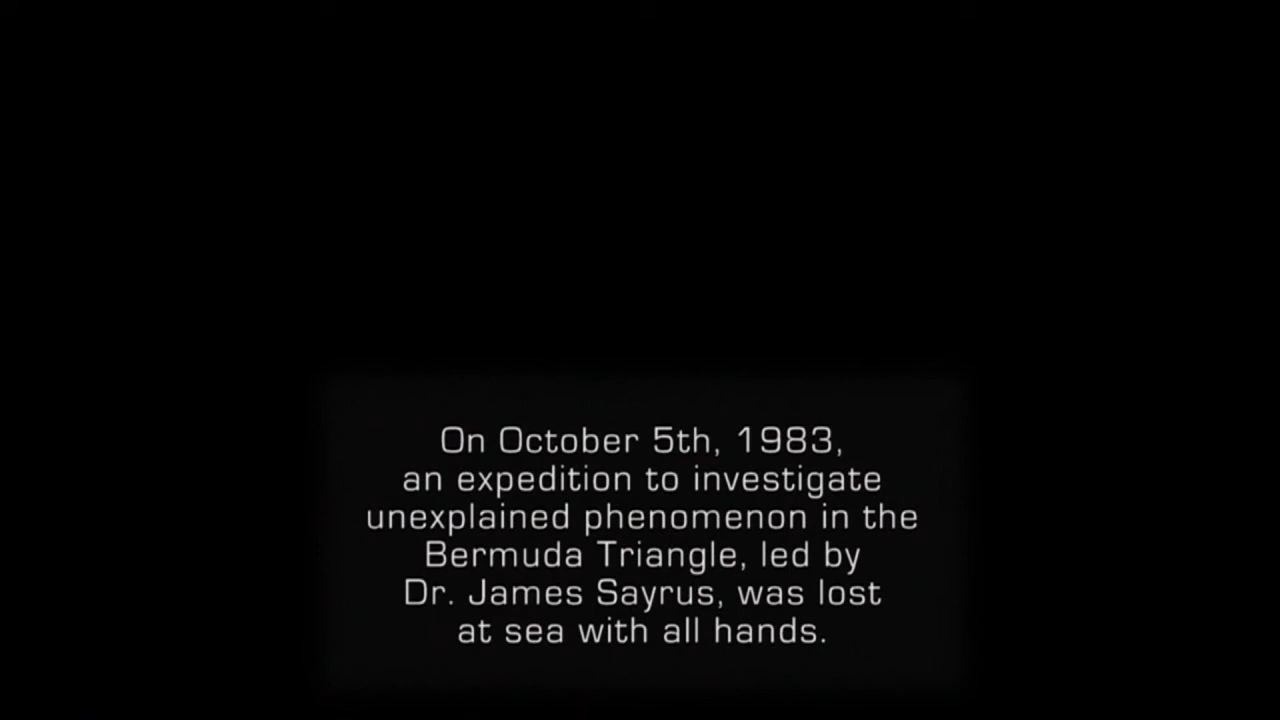 On October 5th, 1983,
an expedition to investigate
unexplained phenomenon in the
Bermuda Triangle, led by
Dr. James Sayrus, was lost
at sea with all hands.